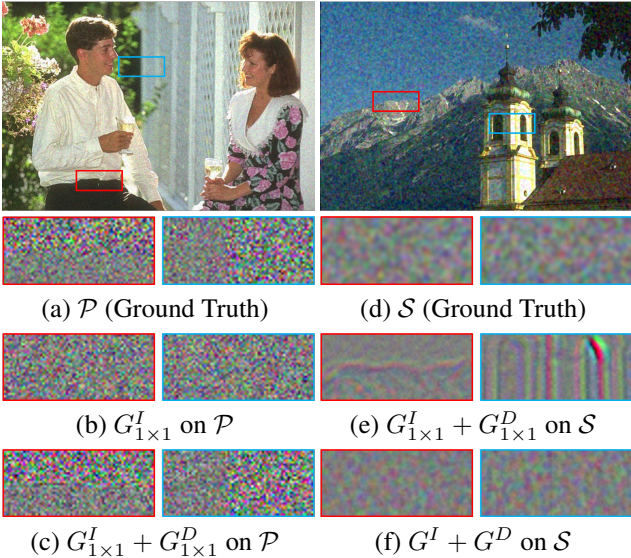 (a) 𝒫 (Ground Truth)
(d) 𝒮 (Ground Truth)
(b) G^I_{1×1} on 𝒫
(e) G^I_{1×1} + G^D_{1×1} on 𝒮
(c) G^I_{1×1} + G^D_{1×1} on 𝒫
(f) G^I + G^D on 𝒮